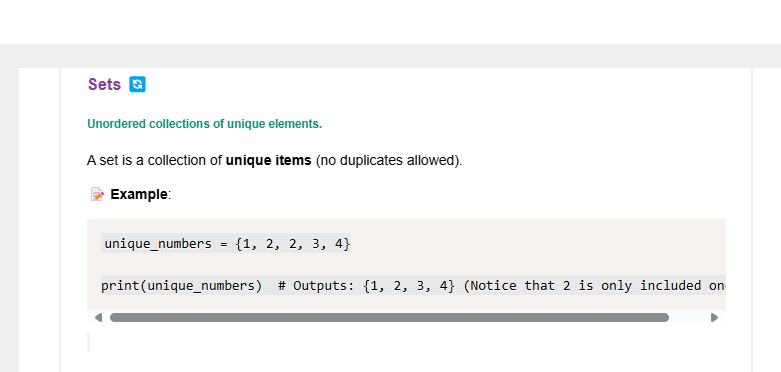 Sets
Unordered collections of unique elements.
A set is a collection of unique items (no duplicates allowed).
Example:
unique_numbers = {1, 2, 2, 3, 4}
print(unique_numbers)  # Outputs: {1, 2, 3, 4} (Notice that 2 is only included on